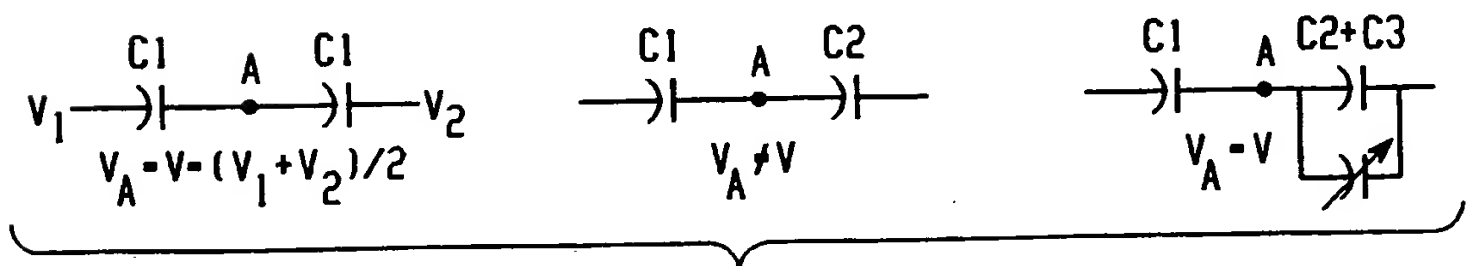 C1 A C1
V1 V2
VA = V = (V1 + V2)/2
C1 A C2
VA ≠ V
C1 A C2+C3
VA = V